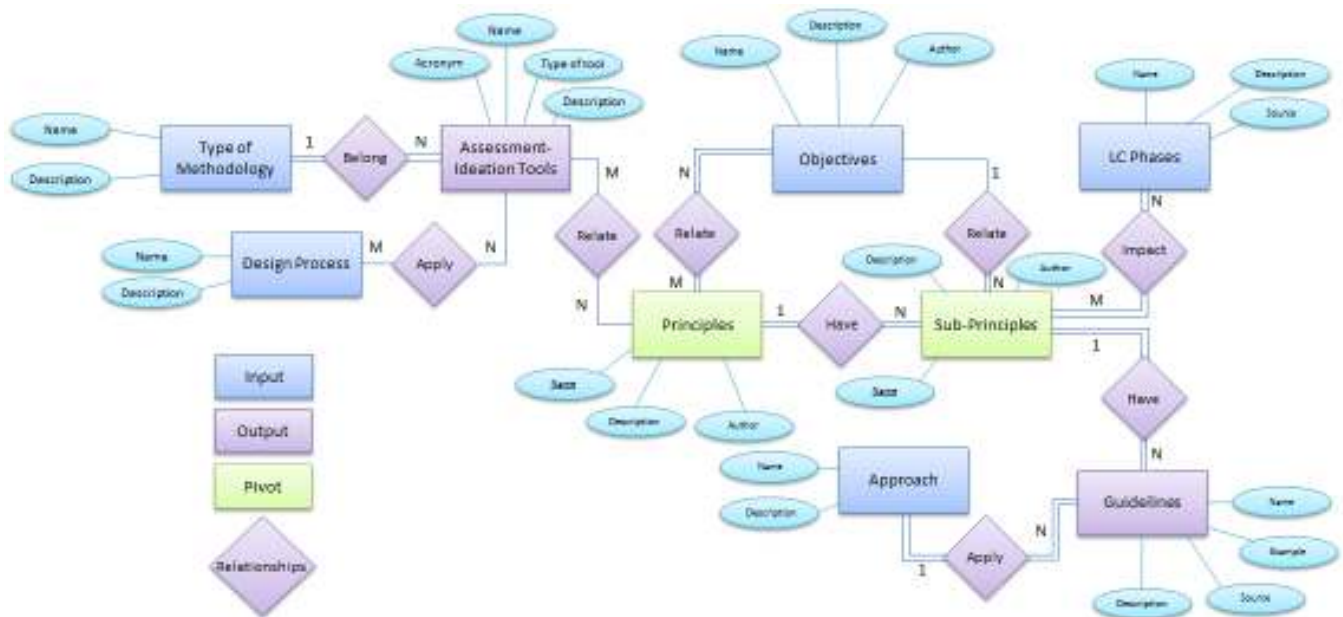 Name
Description
Name
Description
Author
Acronym
Type of tool
Description
Name
Description
Source
Name
Description
Type of
Methodology
1
Belong
N
Assessment-
Ideation Tools
Objectives
LC Phases
M
N
1
N
Name
Description
Design Process
M
Apply
N
Relate
Relate
Relate
Impact
Description
Author
N
M
N
M
Principles
1
Have
N
Sub-Principles
1
Description
Author
Have
Input
Output
Pivot
Relationships
Name
Description
Approach
N
Guidelines
Name
Example
1
Apply
N
Description
Source